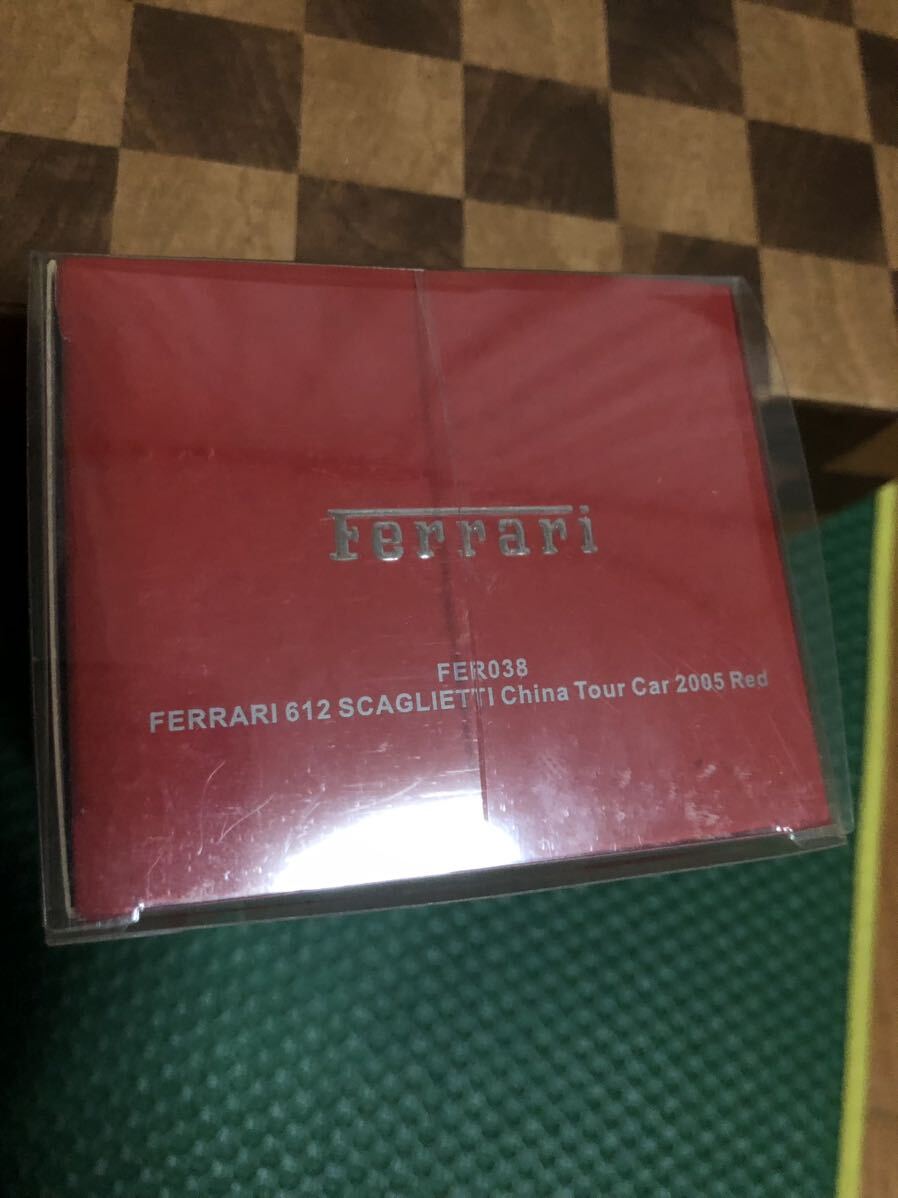 Ferrari
FER038
FERRARI 612 SCAGLIETTI China Tour Car 2005 Red